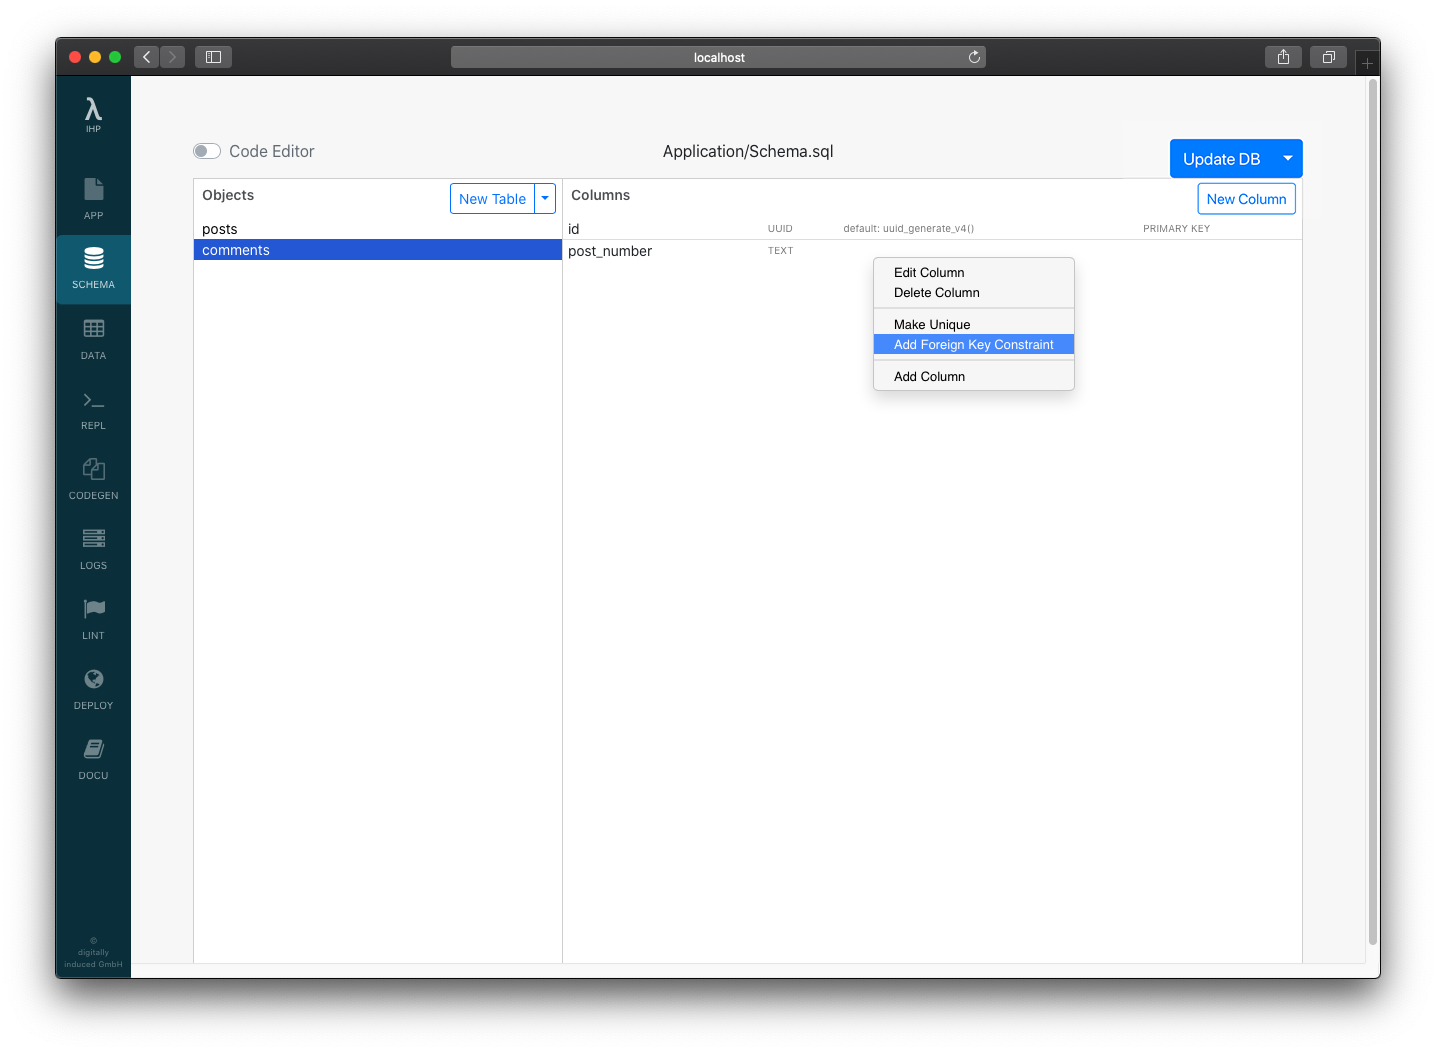 localhost
λ
IHP
APP
SCHEMA
DATA
REPL
CODEGEN
LOGS
LINT
DEPLOY
DOCU
©
digitally
induced GmbH
Code Editor
Application/Schema.sql
Update DB
Objects
New Table
posts
comments
Columns
New Column
id UUID default: uuid_generate_v4() PRIMARY KEY
post_number TEXT
Edit Column
Delete Column
Make Unique
Add Foreign Key Constraint
Add Column